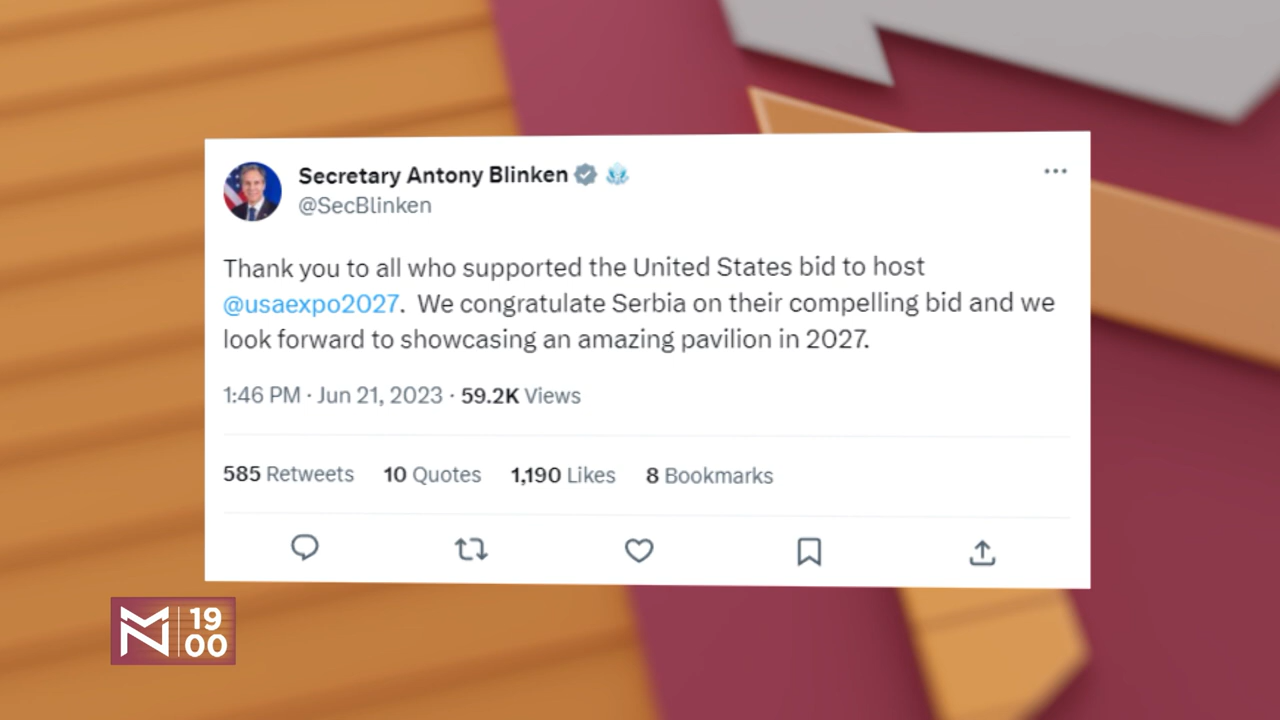 Secretary Antony Blinken
@SecBlinken
Thank you to all who supported the United States bid to host
@usaexpo2027.  We congratulate Serbia on their compelling bid and we
look forward to showcasing an amazing pavilion in 2027.
1:46 PM · Jun 21, 2023 · 59.2K Views
585 Retweets 10 Quotes 1,190 Likes 8 Bookmarks
19
00